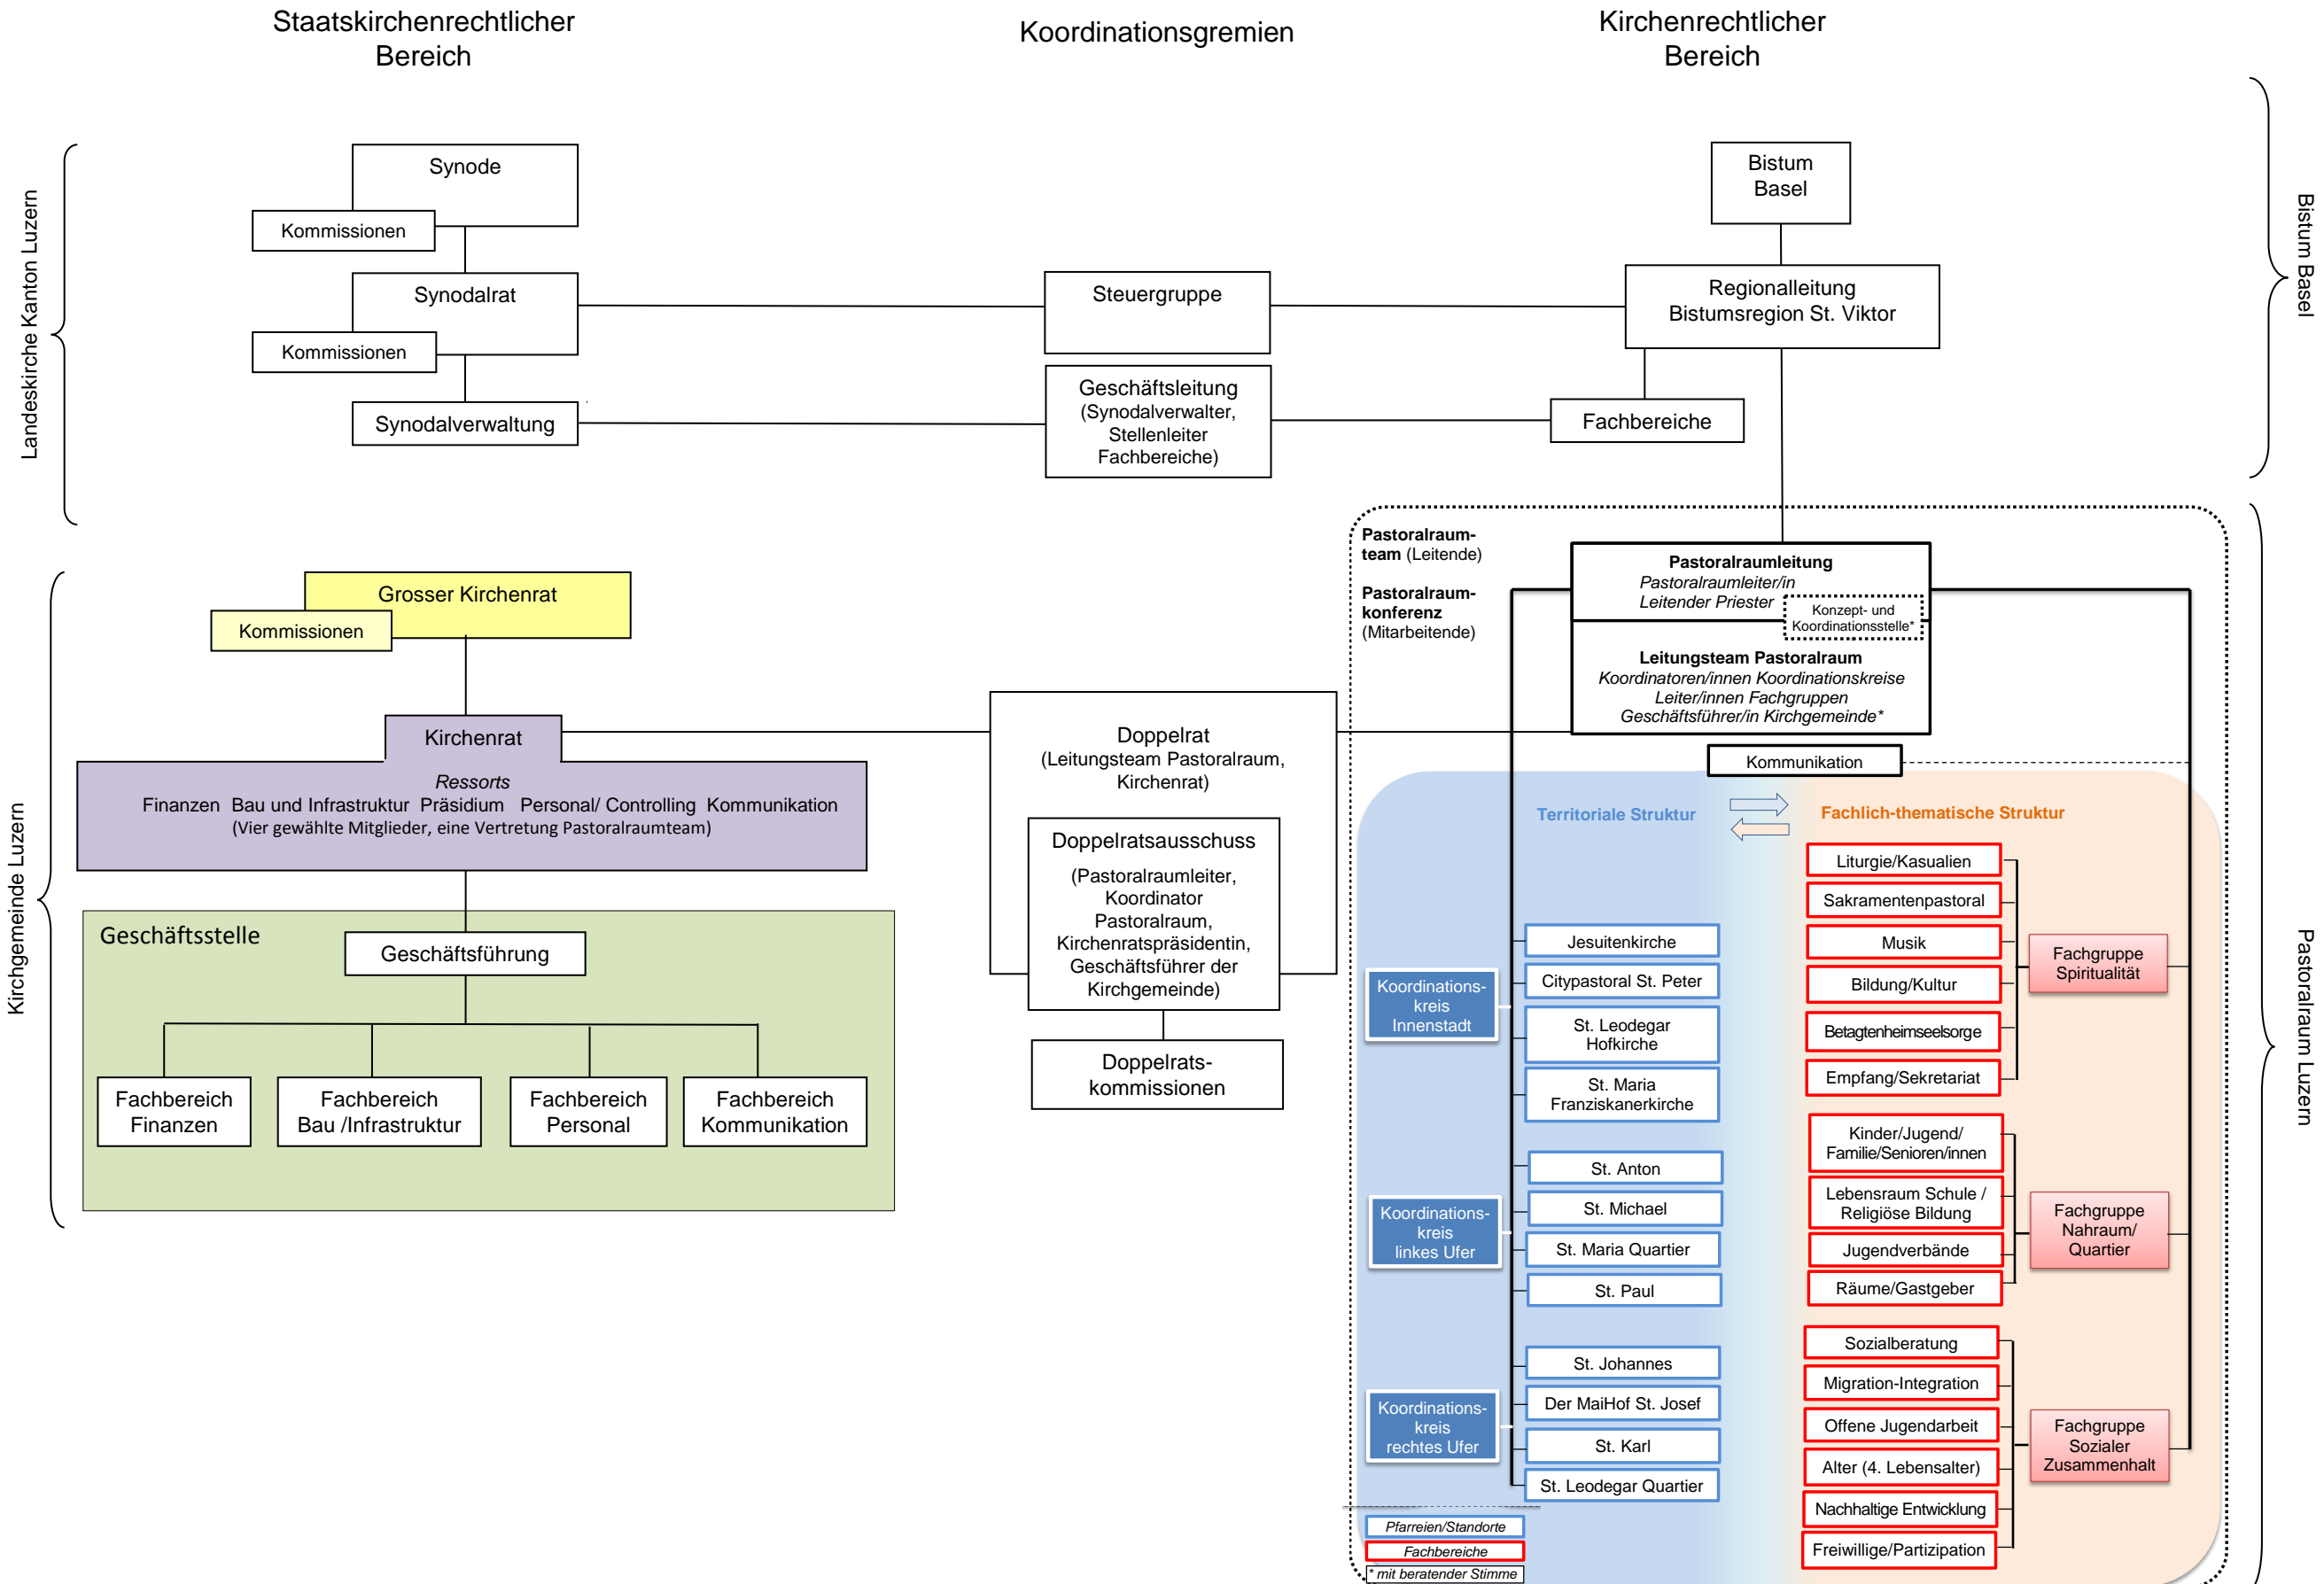 Staatskirchenrechtlicher
Bereich
Koordinationsgremien
Kirchenrechtlicher
Bereich
Landeskirche Kanton Luzern
Synode
Kommissionen
Synodalrat
Kommissionen
Synodalverwaltung
Steuergruppe
Geschäftsleitung
(Synodalverwalter,
Stellenleiter
Fachbereiche)
Bistum
Basel
Regionalleitung
Bistumsregion St. Viktor
Fachbereiche
Bistum Basel
Kirchgemeinde Luzern
Grosser Kirchenrat
Kommissionen
Kirchenrat
Ressorts
Finanzen Bau und Infrastruktur Präsidium Personal/ Controlling Kommunikation
(Vier gewählte Mitglieder, eine Vertretung Pastoralraumteam)
Geschäftsstelle
Geschäftsführung
Fachbereich
Finanzen
Fachbereich
Bau /Infrastruktur
Fachbereich
Personal
Fachbereich
Kommunikation
Doppelrat
(Leitungsteam Pastoralraum,
Kirchenrat)
Doppelratsausschuss
(Pastoralraumleiter,
Koordinator
Pastoralraum,
Kirchenratspräsidentin,
Geschäftsführer der
Kirchgemeinde)
Doppelrats-
kommissionen
Pastoralraum-
team (Leitende)
Pastoralraum-
konferenz
(Mitarbeitende)
Pastoralraumleitung
Pastoralraumleiter/in
Leitender Priester
Konzept- und
Koordinationsstelle*
Leitungsteam Pastoralraum
Koordinatoren/innen Koordinationskreise
Leiter/innen Fachgruppen
Geschäftsführer/in Kirchgemeinde*
Kommunikation
Territoriale Struktur
Fachlich-thematische Struktur
Koordinations-
kreis
Innenstadt
Jesuitenkirche
Citypastoral St. Peter
St. Leodegar
Hofkirche
St. Maria
Franziskanerkirche
Koordinations-
kreis
linkes Ufer
St. Anton
St. Michael
St. Maria Quartier
St. Paul
Koordinations-
kreis
rechtes Ufer
St. Johannes
Der MaiHof St. Josef
St. Karl
St. Leodegar Quartier
Liturgie/Kasualien
Sakramentenpastoral
Musik
Bildung/Kultur
Betagtenheimseelsorge
Empfang/Sekretariat
Fachgruppe
Spiritualität
Kinder/Jugend/
Familie/Senioren/innen
Lebensraum Schule /
Religiöse Bildung
Jugendverbände
Räume/Gastgeber
Fachgruppe
Nahraum/
Quartier
Sozialberatung
Migration-Integration
Offene Jugendarbeit
Alter (4. Lebensalter)
Nachhaltige Entwicklung
Freiwillige/Partizipation
Fachgruppe
Sozialer
Zusammenhalt
Pfarreien/Standorte
Fachbereiche
* mit beratender Stimme
Pastoralraum Luzern